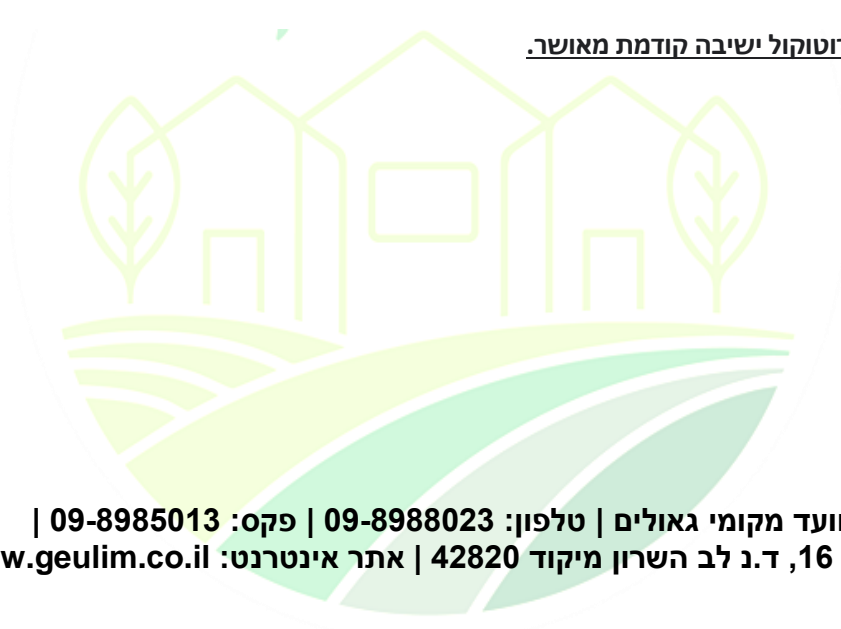 רוטוקול ישיבה קודמת מאושר.
וועד מקומי גאולים | טלפון: 09-8988023 | פקס: 09-8985013 |
16, ד.נ לב השרון מיקוד 42820 | אתר אינטרנט: w.geulim.co.il